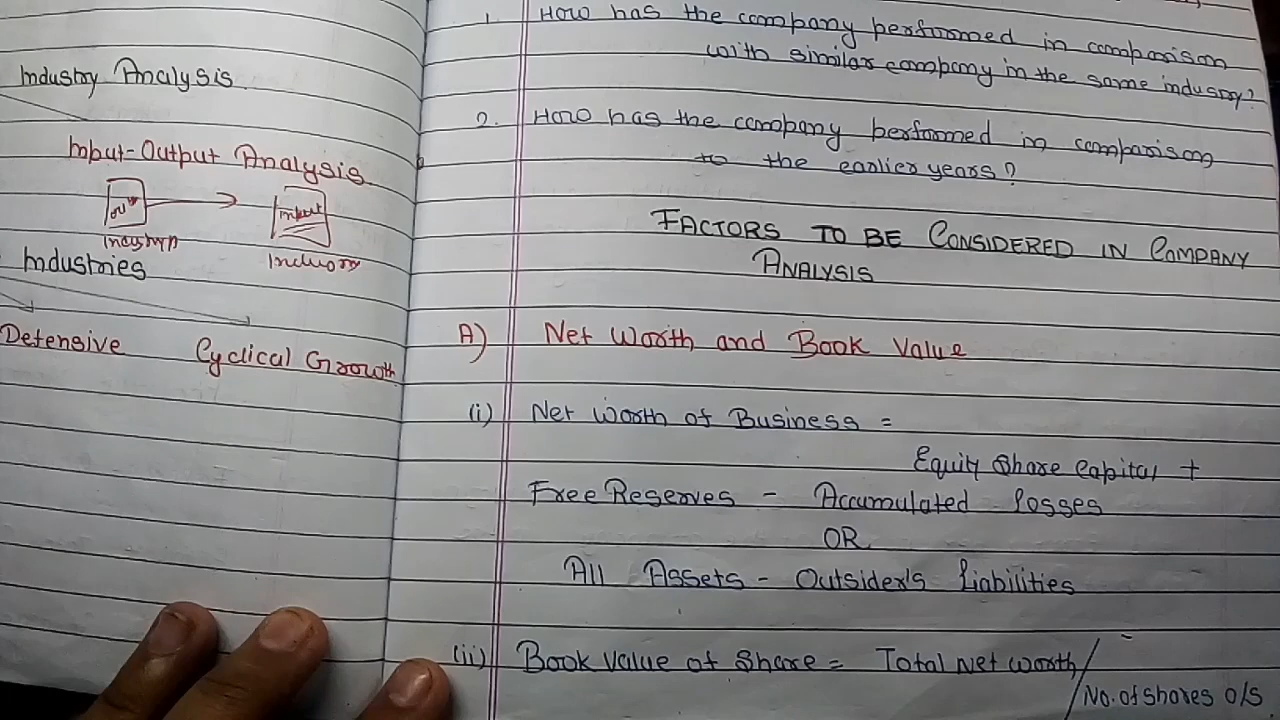 Industry Analysis
Input-Output Analysis
input
Industries
Defensive Cyclical Growth
1. How has the company performed in comparison
with similar company in the same industry?
2. How has the company performed in comparison
to the earlier years?
FACTORS TO BE CONSIDERED IN COMPANY
ANALYSIS
A) Net Worth and Book Value
(i) Net Worth of Business =
Equity Share Capital +
Free Reserves - Accumulated losses
OR
All Assets - Outsider's Liabilities
(ii) Book Value of Share = Total Net worth/
No. of shares o/s